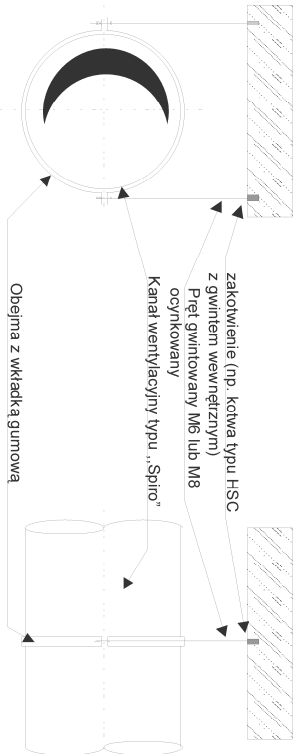 zakotwienie (np. kotwa typu HSC
z gwintem wewnętrznym)
Pręt gwintowany M6 lub M8
ocynkowany
Kanał wentylacyjny typu ,,Spiro"
Obejma z wkładką gumową